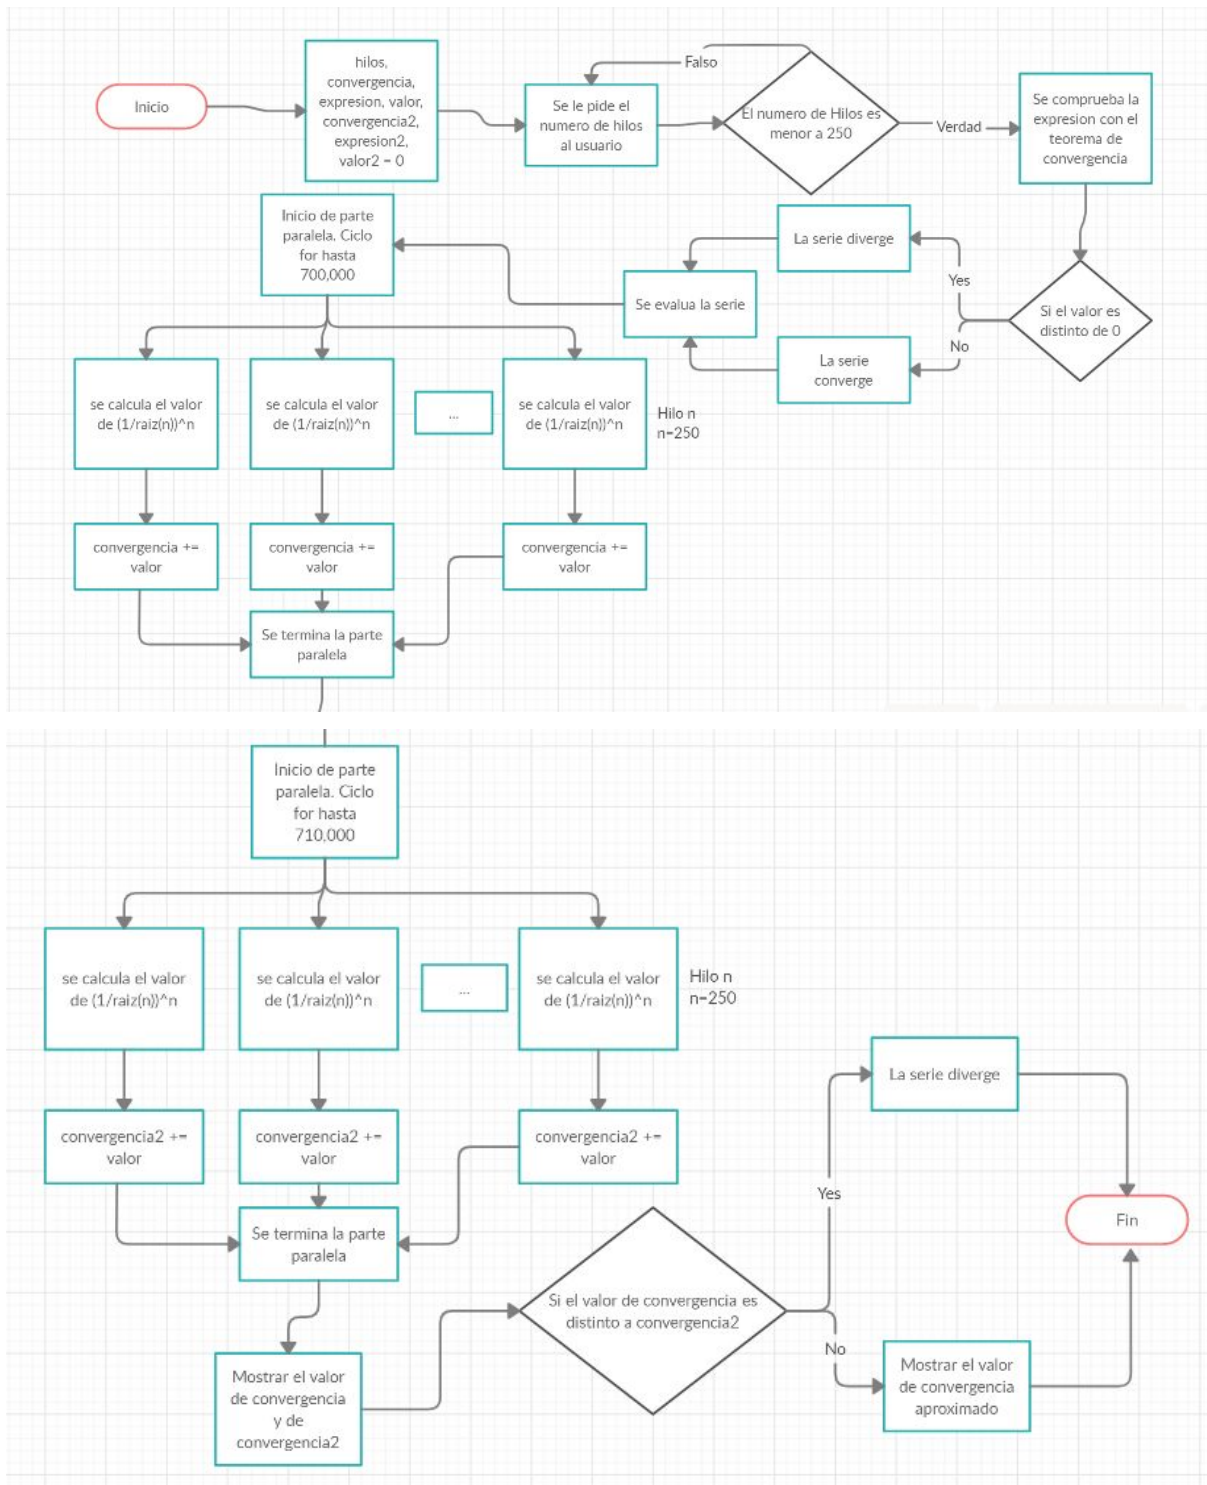 Inicio
hilos,
convergencia,
expresion, valor,
convergencia2,
expresion2,
valor2 = 0
Se le pide el
numero de hilos
al usuario
Falso
El numero de Hilos es
menor a 250
Verdad
Se comprueba la
expresion con el
teorema de
convergencia
Si el valor es
distinto de 0
Yes
No
La serie diverge
La serie
converge
Se evalua la serie
Inicio de parte
paralela. Ciclo
for hasta
700,000
se calcula el valor
de (1/raiz(n))^n
se calcula el valor
de (1/raiz(n))^n
...
se calcula el valor
de (1/raiz(n))^n
Hilo n
n=250
convergencia +=
valor
convergencia +=
valor
convergencia +=
valor
Se termina la parte
paralela
Inicio de parte
paralela. Ciclo
for hasta
710,000
se calcula el valor
de (1/raiz(n))^n
se calcula el valor
de (1/raiz(n))^n
...
se calcula el valor
de (1/raiz(n))^n
Hilo n
n=250
convergencia2 +=
valor
convergencia2 +=
valor
convergencia2 +=
valor
Se termina la parte
paralela
Mostrar el valor
de convergencia
y de
convergencia2
Si el valor de convergencia es
distinto a convergencia2
Yes
No
La serie diverge
Mostrar el valor
de convergencia
aproximado
Fin